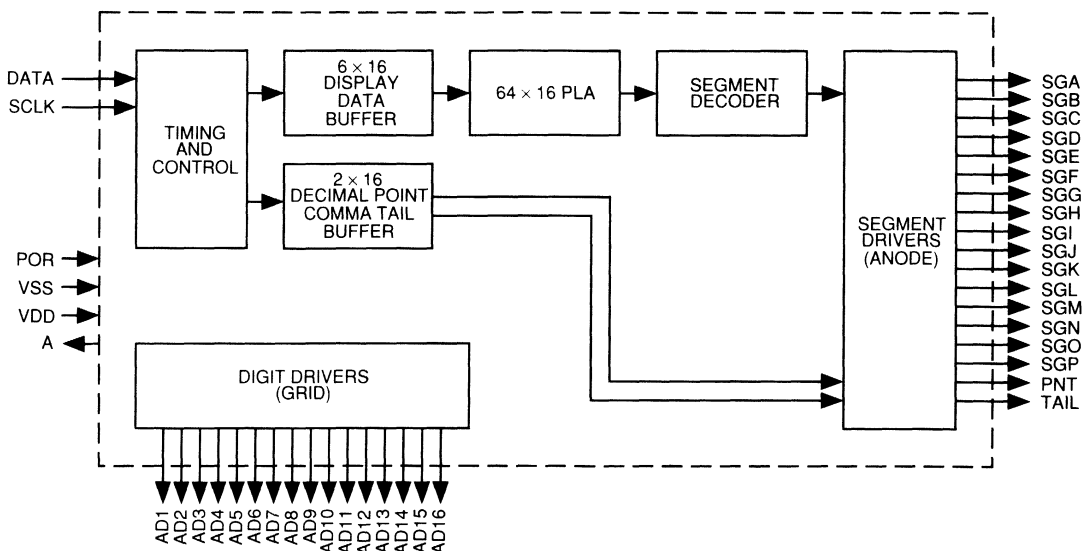 DATA
SCLK
POR
VSS
VDD
A
TIMING
AND
CONTROL
6 × 16
DISPLAY
DATA
BUFFER
64 × 16 PLA
SEGMENT
DECODER
2 × 16
DECIMAL POINT
COMMA TAIL
BUFFER
SEGMENT
DRIVERS
(ANODE)
DIGIT DRIVERS
(GRID)
SGA
SGB
SGC
SGD
SGE
SGF
SGG
SGH
SGI
SGJ
SGK
SGL
SGM
SGN
SGO
SGP
PNT
TAIL
AD1
AD2
AD3
AD4
AD5
AD6
AD7
AD8
AD9
AD10
AD11
AD12
AD13
AD14
AD15
AD16